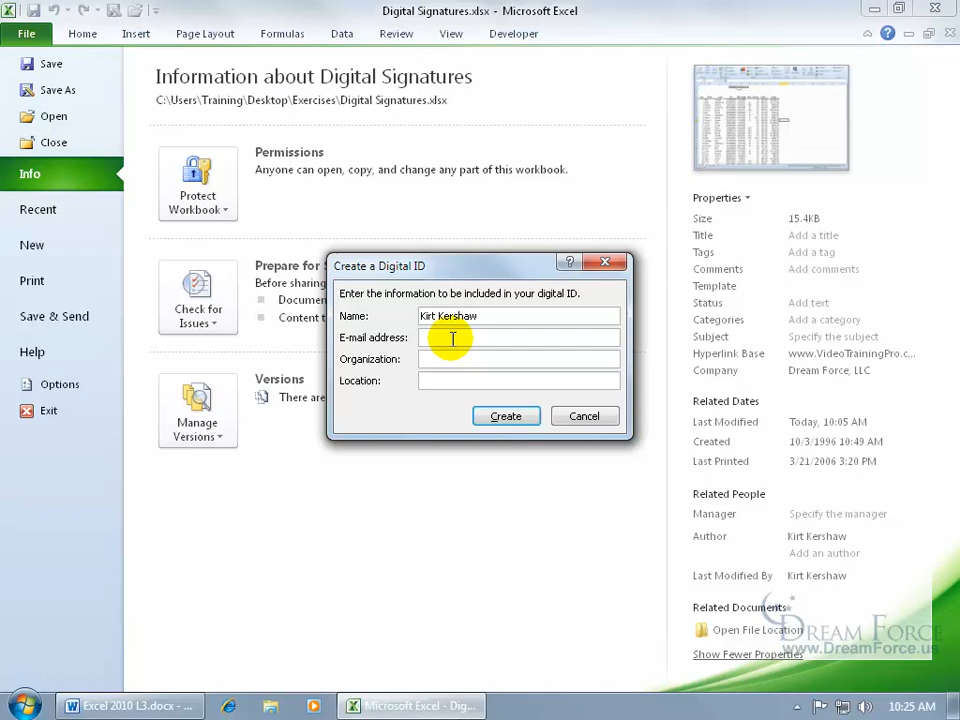 Digital Signatures.xlsx - Microsoft Excel
File Home Insert Page Layout Formulas Data Review View Developer
Save
Save As
Open
Close
Info
Recent
New
Print
Save & Send
Help
Options
Exit
Information about Digital Signatures
C:\Users\Training\Desktop\Exercises\Digital Signatures.xlsx
Protect
Workbook
Permissions
Anyone can open, copy, and change any part of this workbook.
Check for
Issues
Prepare for
Before sharing
Documen
Content
Manage
Versions
Versions
There are
Create a Digital ID
Enter the information to be included in your digital ID.
Name: Kirt Kershaw
E-mail address:
Organization:
Location:
Create Cancel
Properties
Size 15.4KB
Title Add a title
Tags Add a tag
Comments Add comments
Template
Status Add text
Categories Add a category
Subject Specify the subject
Hyperlink Base www.VideoTrainingPro.c...
Company Dream Force, LLC
Related Dates
Last Modified Today, 10:05 AM
Created 10/3/1996 10:49 AM
Last Printed 3/21/2006 3:20 PM
Related People
Manager Specify the manager
Author Kirt Kershaw
Add an author
Last Modified By Kirt Kershaw
Related Documents
Open File Location
Show Fewer Properties
DREAM FORCE
www.DreamForce.us
Excel 2010 L3.docx - ...
Microsoft Excel - Dig...
10:25 AM